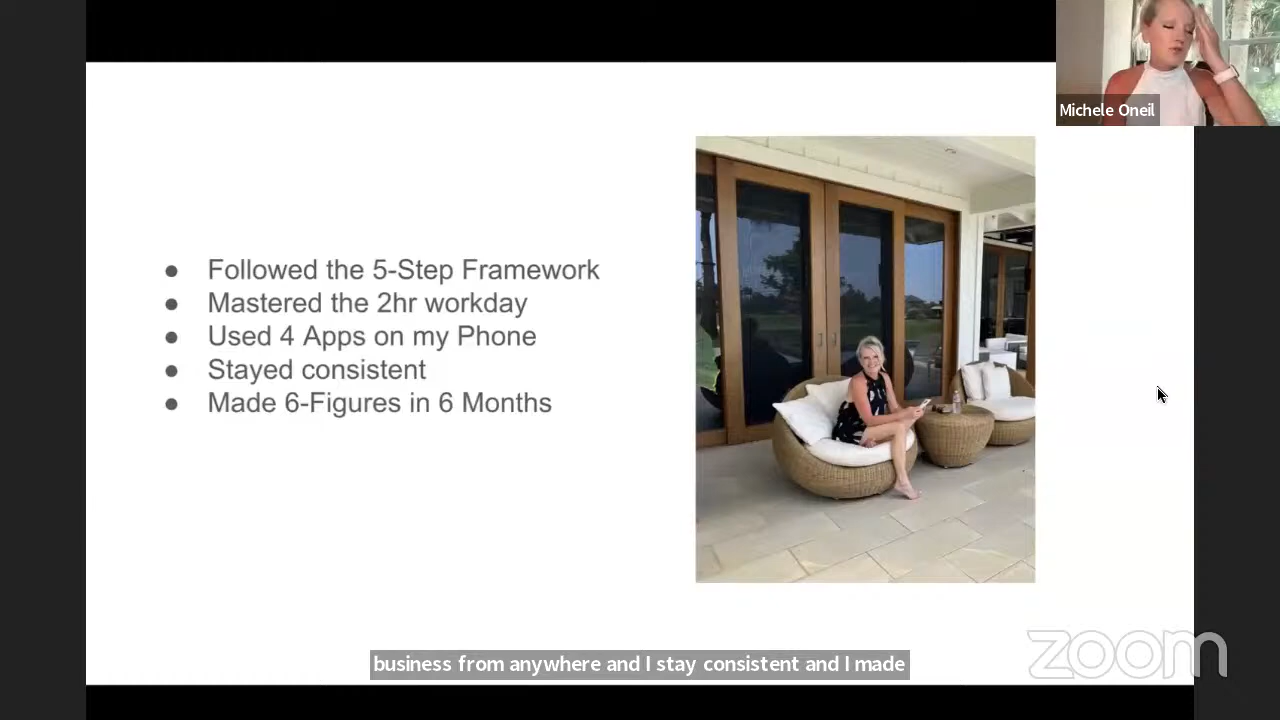 Michele Oneil
● Followed the 5-Step Framework
● Mastered the 2hr workday
● Used 4 Apps on my Phone
● Stayed consistent
● Made 6-Figures in 6 Months
business from anywhere and I stay consistent and I made
zoom